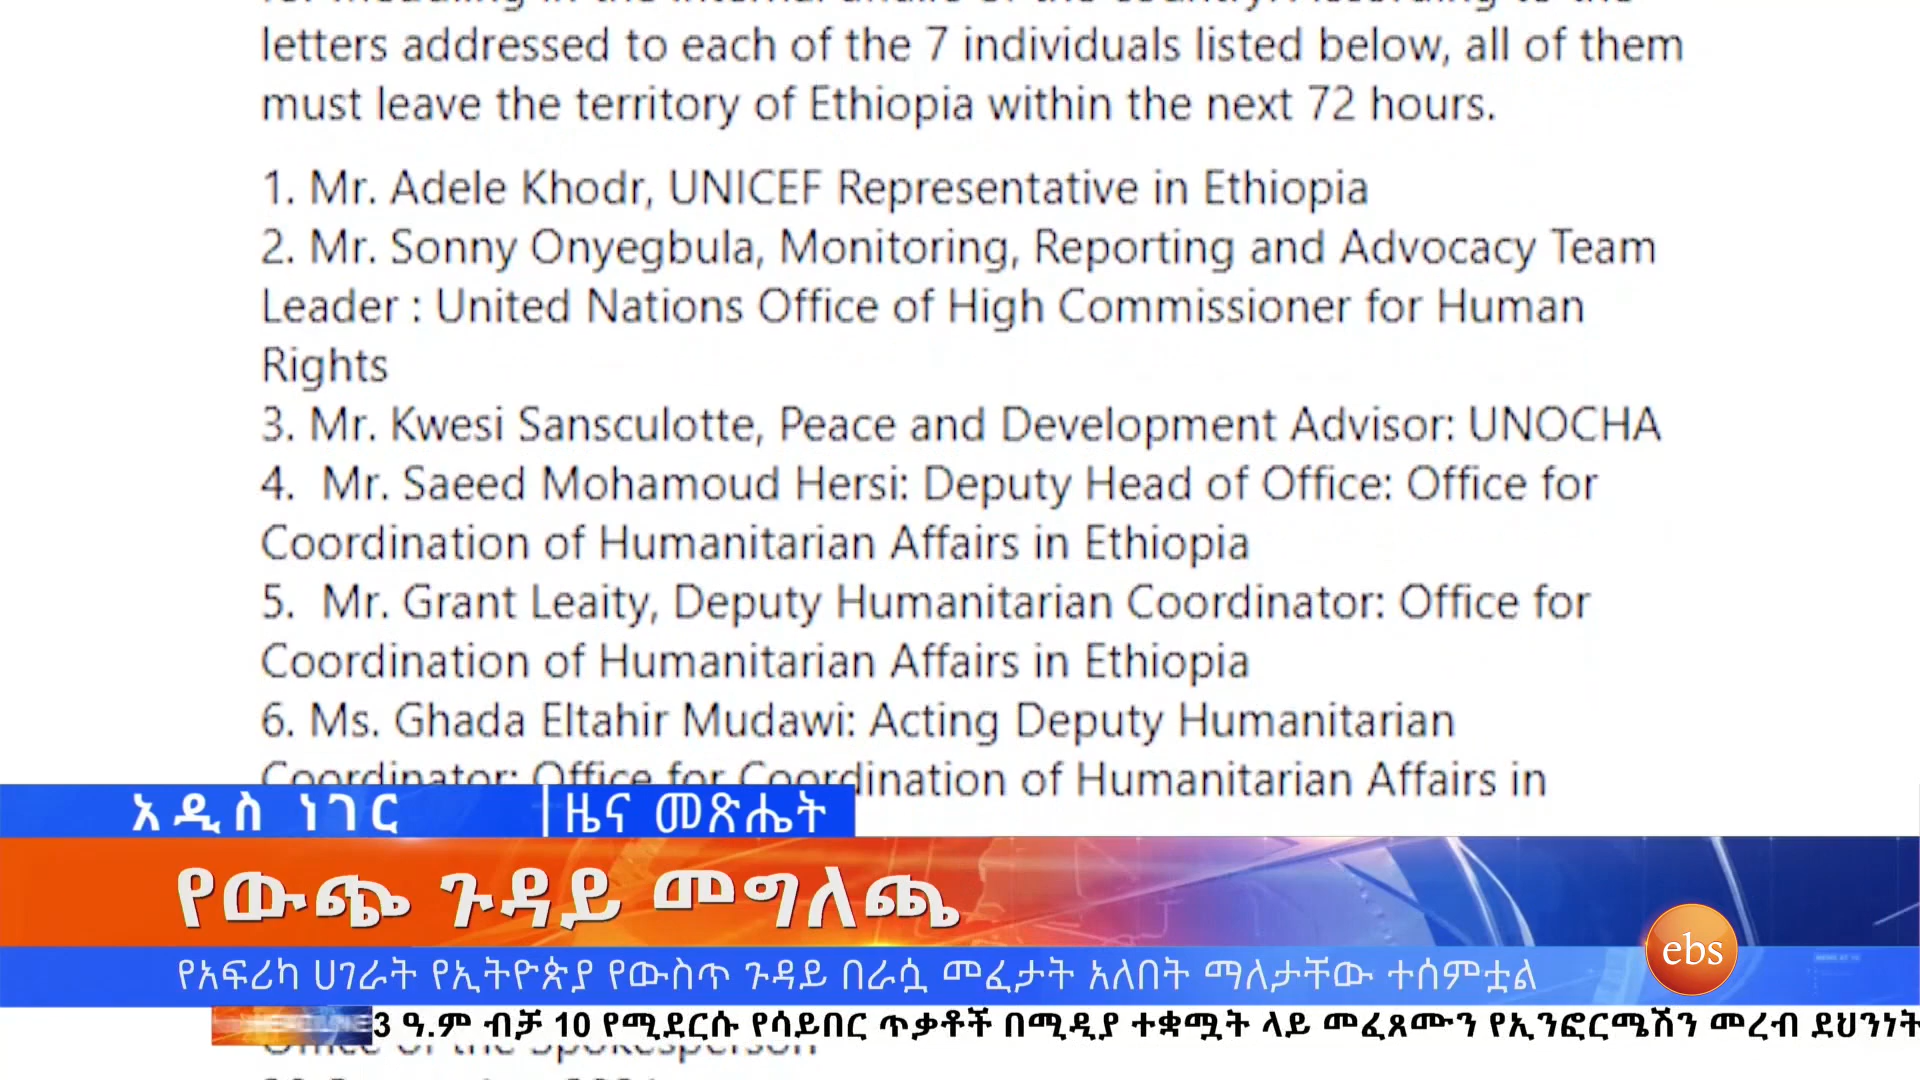 letters addressed to each of the 7 individuals listed below, all of them
must leave the territory of Ethiopia within the next 72 hours.
1. Mr. Adele Khodr, UNICEF Representative in Ethiopia
2. Mr. Sonny Onyegbula, Monitoring, Reporting and Advocacy Team
Leader : United Nations Office of High Commissioner for Human
Rights
3. Mr. Kwesi Sansculotte, Peace and Development Advisor: UNOCHA
4. Mr. Saeed Mohamoud Hersi: Deputy Head of Office: Office for
Coordination of Humanitarian Affairs in Ethiopia
5. Mr. Grant Leaity, Deputy Humanitarian Coordinator: Office for
Coordination of Humanitarian Affairs in Ethiopia
6. Ms. Ghada Eltahir Mudawi: Acting Deputy Humanitarian
Coordinator: Office for Coordination of Humanitarian Affairs in
አዲስ ነገር |ዜና መጽሔት
የውጭ ጉዳይ መግለጫ
ebs
የአፍሪካ ሀገራት የኢትዮጵያ የውስጥ ጉዳይ በራሷ መፈታት አለበት ማለታቸው ተሰምቷል
3 ዓ.ም ብቻ 10 የሚደርሱ የሳይበር ጥቃቶች በሚዲያ ተቋሟት ላይ መፈጸሙን የኢንፎርሜሽን መረብ ደህንነት